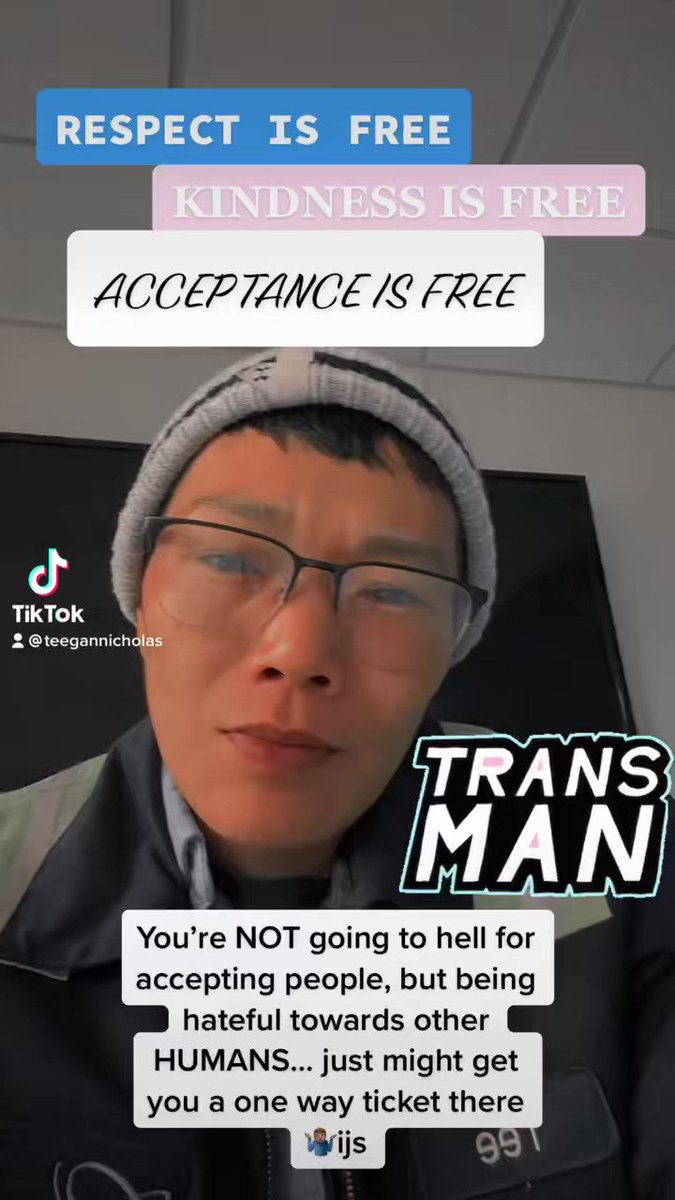 RESPECT IS FREE
KINDNESS IS FREE
ACCEPTANCE IS FREE
TikTok
@teegannicholas
TRANS
MAN
You’re NOT going to hell for
accepting people, but being
hateful towards other
HUMANS... just might get
you a one way ticket there
🤷🏽‍♂️ijs
991